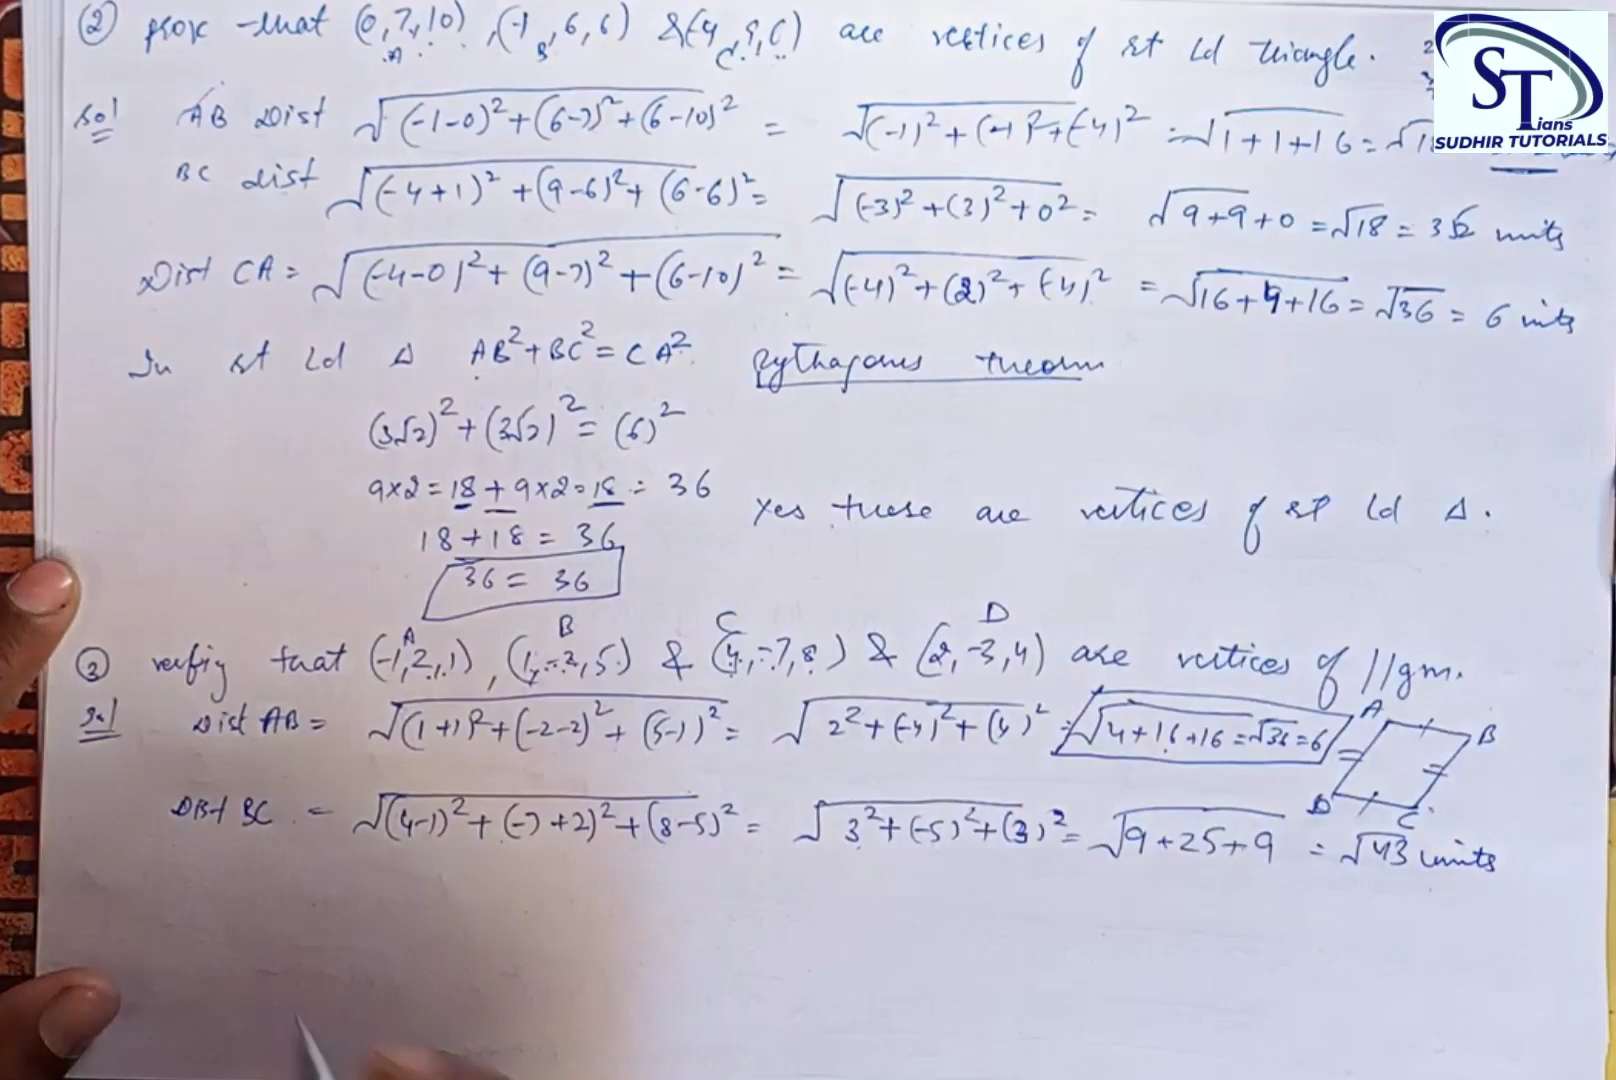 ② prove that (0,7,10), (-1,6,6) & (-4,9,6) are vertices of rt Ld triangle.
A B C
Sol AB Dist √(-1-0)²+(6-7)²+(6-10)² = √(-1)²+(-1)²+(-4)² = √1+1+16 = √1
BC dist √(-4+1)²+(9-6)²+(6-6)² = √(-3)²+(3)²+0² = √9+9+0 = √18 = 3√2 units
Dist CA = √(-4-0)²+(9-7)²+(6-10)² = √(-4)²+(2)²+(-4)² = √16+4+16 = √36 = 6 units
In rt Ld Δ AB²+BC²=CA² Pythagorus theorm
(3√2)²+(3√2)²=(6)²
9×2=18+9×2=18=36
Yes these are vertices of rt Ld Δ.
18+18=36
36=36
A B C D
③ verfiy that (-1,2,1), (1,-2,5) & (4,-7,8) & (2,-3,4) are vertices of //gm.
Sol Dist AB = √(1+1)²+(-2-2)²+(5-1)² = √2²+(-4)²+(4)² = √4+16+16=√36=6
A B
D C
Dist BC = √(4-1)²+(-7+2)²+(8-5)² = √3²+(-5)²+(3)² = √9+25+9 = √43 units
ST
ians
SUDHIR TUTORIALS